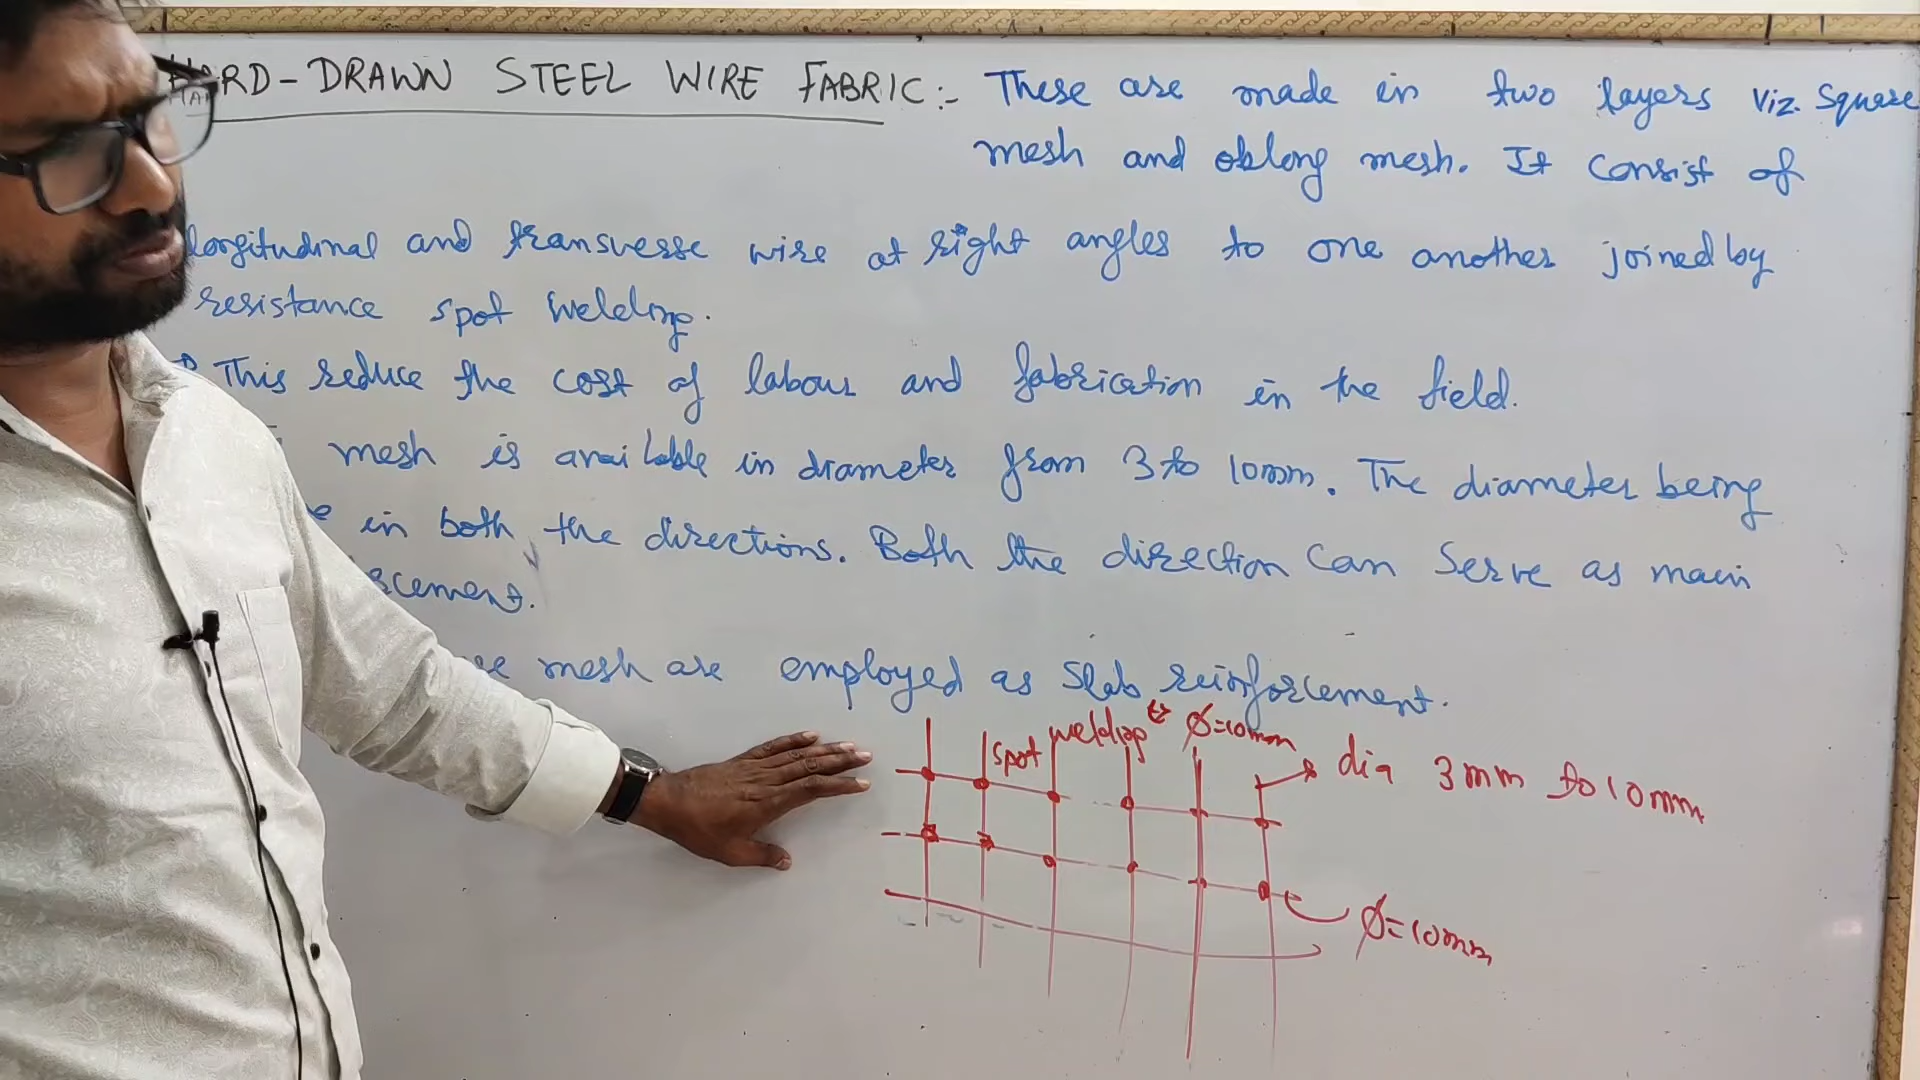 HARD-DRAWN STEEL WIRE FABRIC:- These are made in two layers viz. Square
mesh and oblong mesh. It Consist of
longitudinal and transverse wire at right angles to one another joined by
resistance spot welding.
This reduce the cost of labour and fabrication in the field.
mesh is available in diameter from 3 to 10mm. The diameter being
in both the directions. Both the direction Can Serve as main
mesh are employed as slab reinforcement.
spot welding Ø=10mm
dia 3mm to 10mm
Ø=10mm